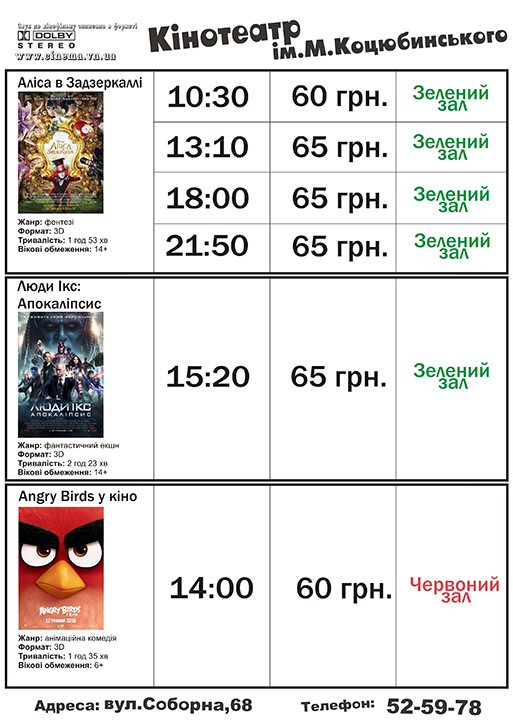 Звук по кінофільму озвучено в форматі
DOLBY
STEREO
www.cinema.vn.ua
Кінотеатр
ім.М.Коцюбинського
Аліса в Задзеркаллі
АЛІСА
В ЗАДЗЕРКАЛЛІ
Жанр: фентезі
Формат: 3D
Тривалість: 1 год 53 хв
Вікові обмеження: 14+
10:30 60 грн. Зелений зал
13:10 65 грн. Зелений зал
18:00 65 грн. Зелений зал
21:50 65 грн. Зелений зал
Люди Ікс:
Апокаліпсис
ЛЮДИ ІКС
АПОКАЛІПСИС
Жанр: фантастичний екшн
Формат: 3D
Тривалість: 2 год 23 хв
Вікові обмеження: 14+
15:20 65 грн. Зелений зал
Angry Birds у кіно
ANGRY BIRDS
У КІНО
12 ТРАВНЯ 2016
Жанр: анімаційна комедія
Формат: 3D
Тривалість: 1 год 35 хв
Вікові обмеження: 6+
14:00 60 грн. Червоний зал
Адреса: вул.Соборна,68 Телефон: 52-59-78